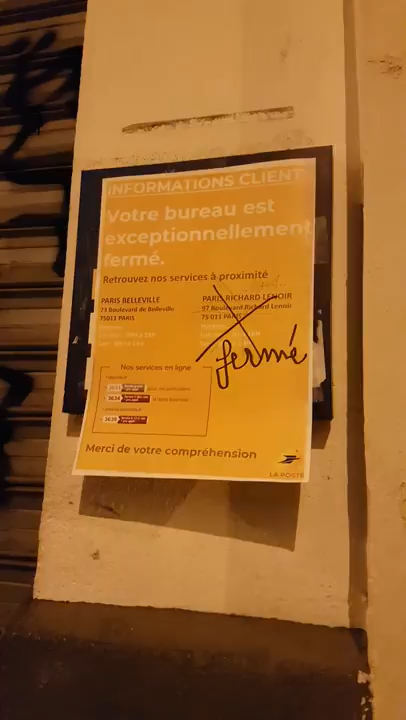 INFORMATIONS CLIENT
Votre bureau est
exceptionnellement
fermé.
Retrouvez nos services à proximité
PARIS BELLEVILLE
73 Boulevard de Belleville
75011 PARIS
PARIS RICHARD LENOIR
97 Boulevard Richard Lenoir
75 011 PARIS
fermé
Nos services en ligne
3631
3634
3639
Merci de votre compréhension
LA POSTE